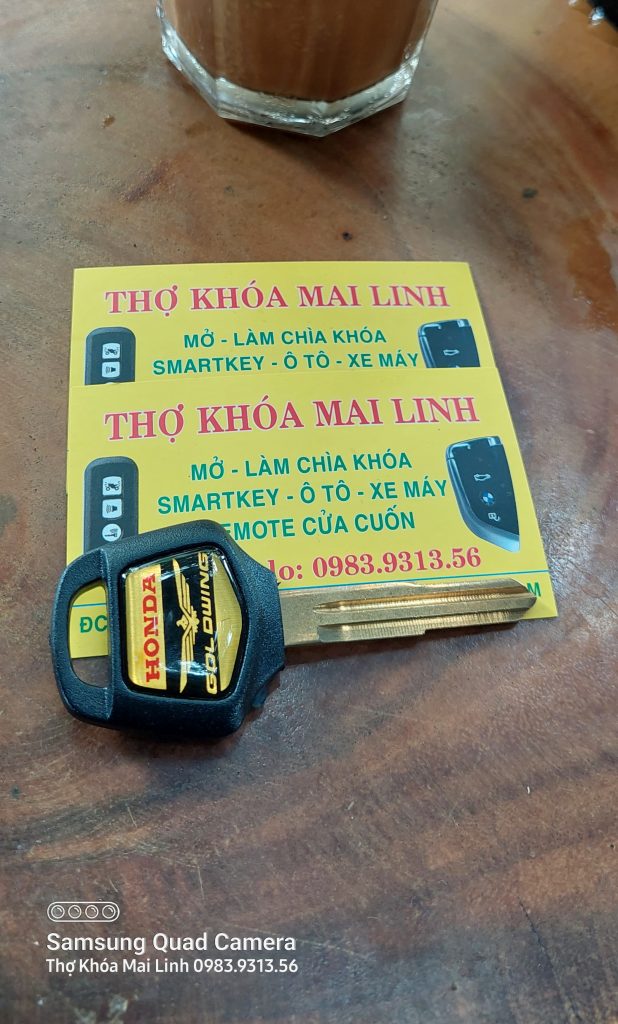 THỢ KHÓA MAI LINH
MỞ - LÀM CHÌA KHÓA
SMARTKEY - Ô TÔ - XE MÁY
THỢ KHÓA MAI LINH
MỞ - LÀM CHÌA KHÓA
SMARTKEY - Ô TÔ - XE MÁY
EMOTE CỬA CUỐN
lo: 0983.9313.56
ĐC
HONDA
GOLDWING
Samsung Quad Camera
Thợ Khóa Mai Linh 0983.9313.56